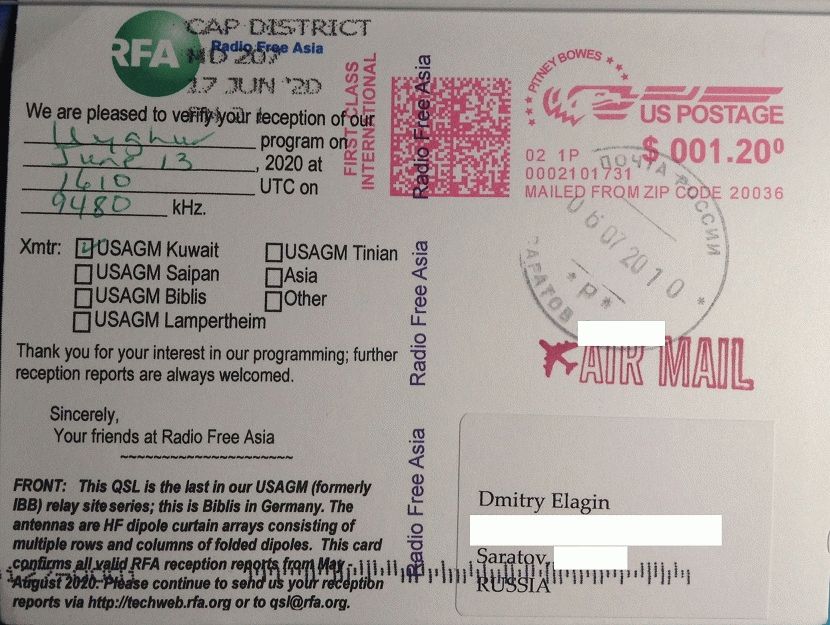 RFA
Radio Free Asia
CAP DISTRICT
MD 207
17 JUN '20
We are pleased to verify your reception of our
Uyghur program on
June 13, 2020 at
1610 UTC on
9480 kHz.
Xmtr: USAGM Kuwait
USAGM Saipan
USAGM Biblis
USAGM Lampertheim
USAGM Tinian
Asia
Other
Thank you for your interest in our programming; further
reception reports are always welcomed.
Sincerely,
Your friends at Radio Free Asia
FRONT: This QSL is the last in our USAGM (formerly
IBB) relay site series; this is Biblis in Germany. The
antennas are HF dipole curtain arrays consisting of
multiple rows and columns of folded dipoles. This card
confirms all valid RFA reception reports from May -
August 2020. Please continue to send us your reception
reports via http://techweb.rfa.org or to qsl@rfa.org.
Radio Free Asia
Radio Free Asia
Radio Free Asia
FIRST-CLASS
INTERNATIONAL
PITNEY BOWES
US POSTAGE
$ 001.20⁰
02 1P
0002101731
MAILED FROM ZIP CODE 20036
ПОЧТА РОССИИ
06072010
*Р*
САРАТОВ
AIR MAIL
Dmitry Elagin
Saratov,
RUSSIA